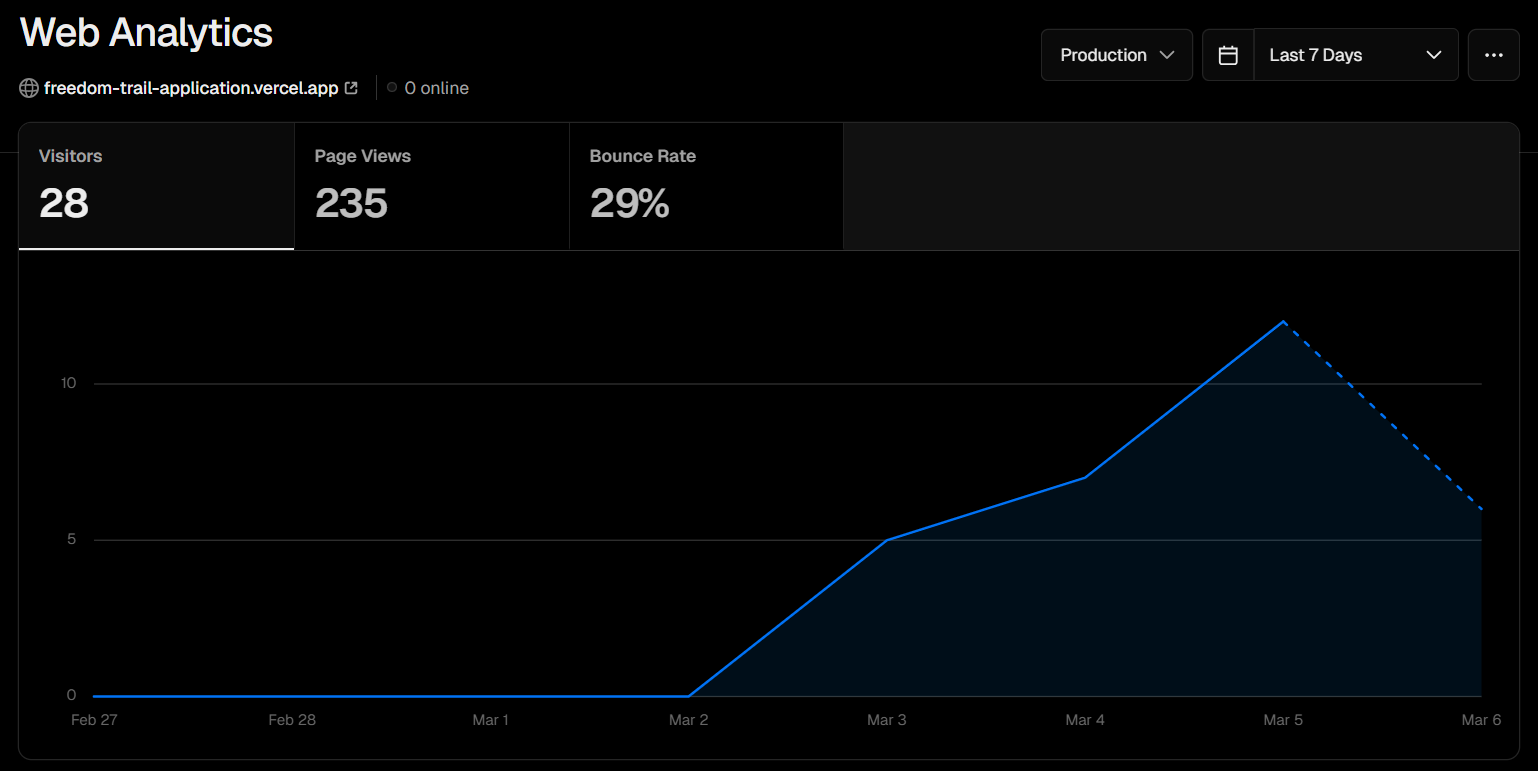 Web Analytics
Production
Last 7 Days
freedom-trail-application.vercel.app
0 online
Visitors
28
Page Views
235
Bounce Rate
29%
10
5
0
Feb 27
Feb 28
Mar 1
Mar 2
Mar 3
Mar 4
Mar 5
Mar 6